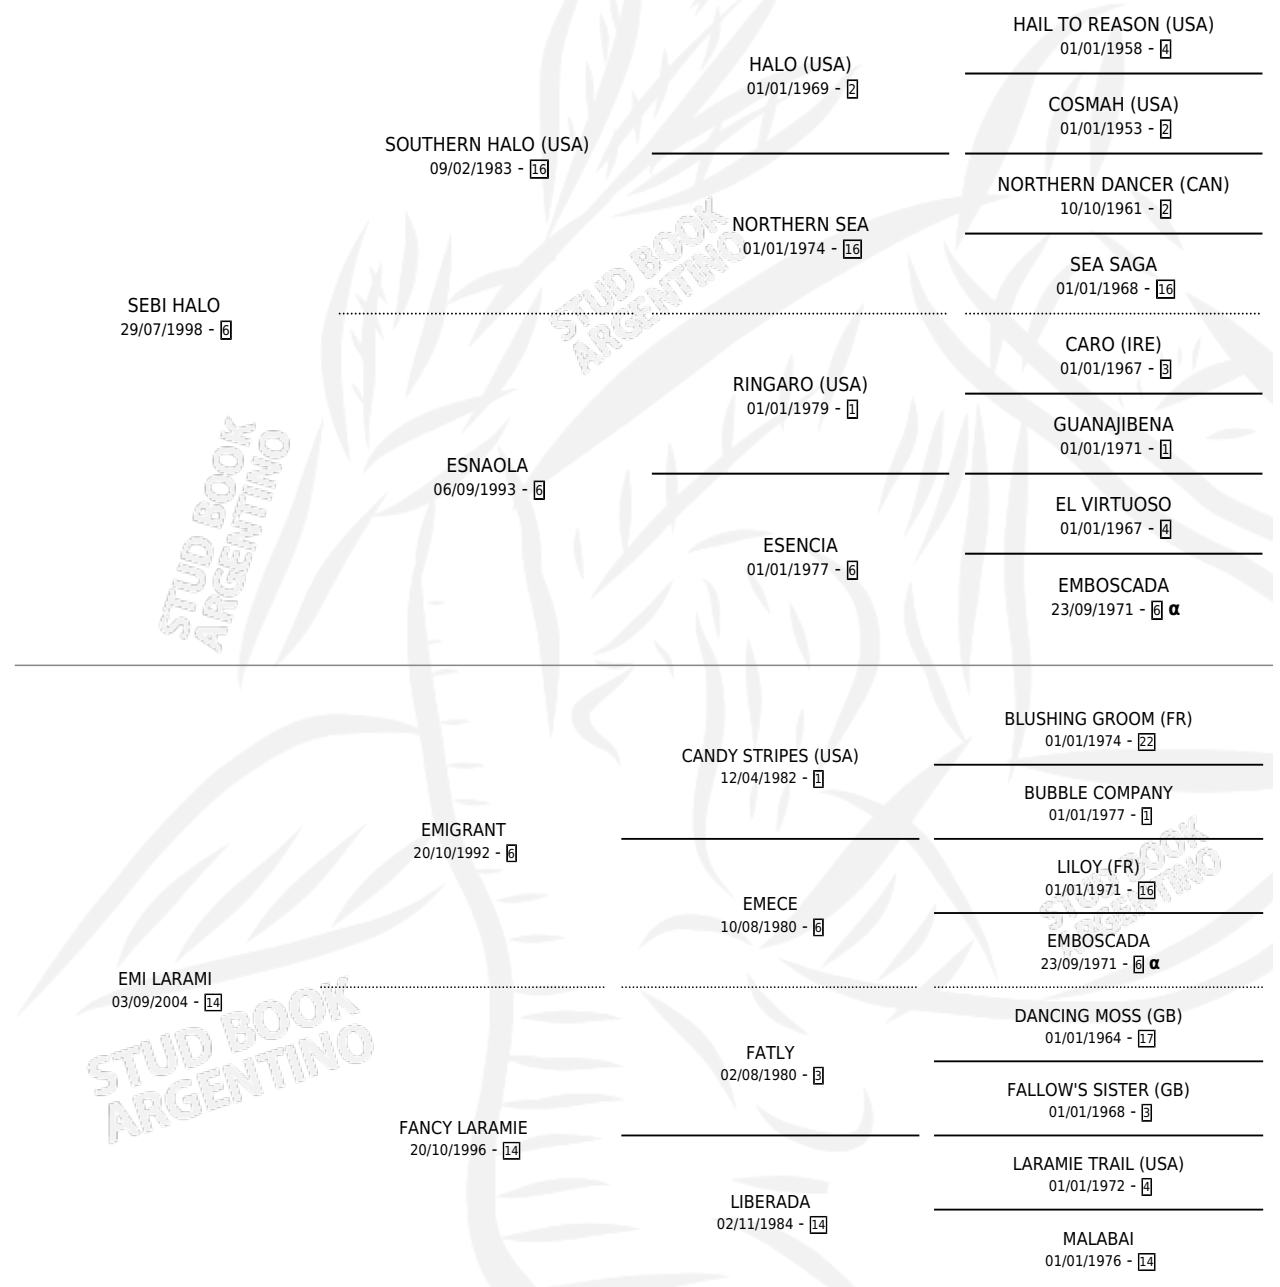 HAIL TO REASON (USA)
01/01/1958 - 4
HALO (USA)
01/01/1969 - 2
COSMAH (USA)
01/01/1953 - 2
SOUTHERN HALO (USA)
09/02/1983 - 16
NORTHERN DANCER (CAN)
10/10/1961 - 2
NORTHERN SEA
01/01/1974 - 16
SEA SAGA
01/01/1968 - 16
SEBI HALO
29/07/1998 - 6
CARO (IRE)
01/01/1967 - 3
RINGARO (USA)
01/01/1979 - 1
GUANAJIBENA
01/01/1971 - 1
ESNAOLA
06/09/1993 - 6
EL VIRTUOSO
01/01/1967 - 4
ESENCIA
01/01/1977 - 6
EMBOSCADA
23/09/1971 - 6 α
BLUSHING GROOM (FR)
01/01/1974 - 22
CANDY STRIPES (USA)
12/04/1982 - 1
BUBBLE COMPANY
01/01/1977 - 1
EMIGRANT
20/10/1992 - 6
LILOY (FR)
01/01/1971 - 16
EMECE
10/08/1980 - 6
EMBOSCADA
23/09/1971 - 6 α
EMI LARAMI
03/09/2004 - 14
DANCING MOSS (GB)
01/01/1964 - 17
FATLY
02/08/1980 - 3
FALLOW'S SISTER (GB)
01/01/1968 - 3
FANCY LARAMIE
20/10/1996 - 14
LARAMIE TRAIL (USA)
01/01/1972 - 4
LIBERADA
02/11/1984 - 14
MALABAI
01/01/1976 - 14
STUD BOOK
ARGENTINO
STUD BOOK
ARGENTINO
STUD BOOK
ARGENTINO
STUD BOOK
ARGENTINO